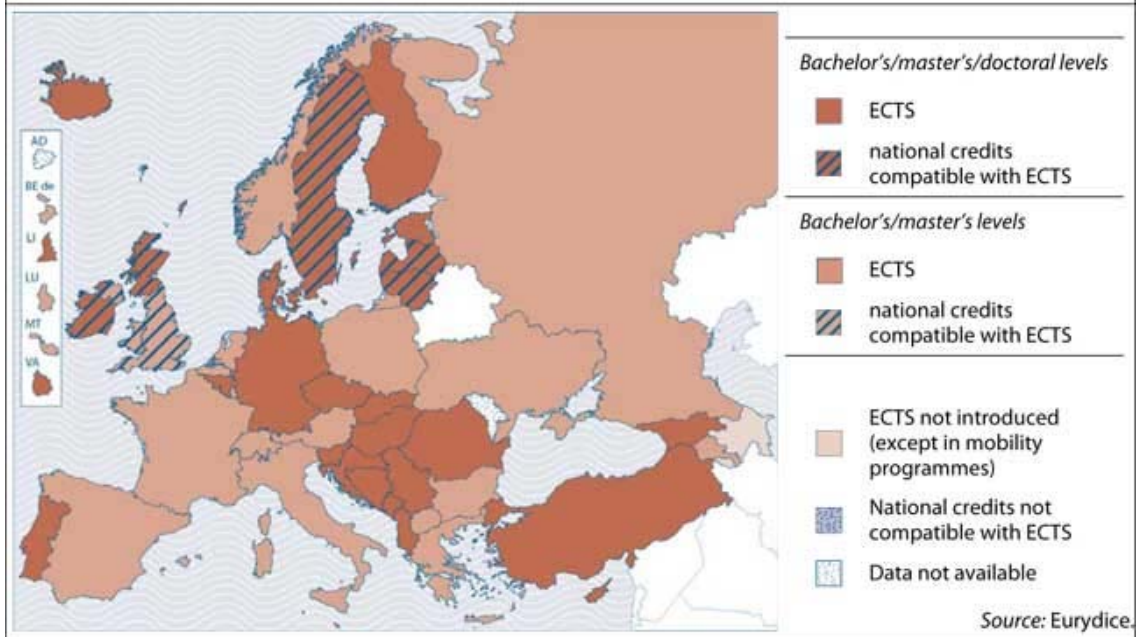 AD
BE de
LI
LU
MT
VA
Bachelor's/master's/doctoral levels
ECTS
national credits
compatible with ECTS
Bachelor's/master's levels
ECTS
national credits
compatible with ECTS
ECTS not introduced
(except in mobility
programmes)
National credits not
compatible with ECTS
Data not available
Source: Eurydice.